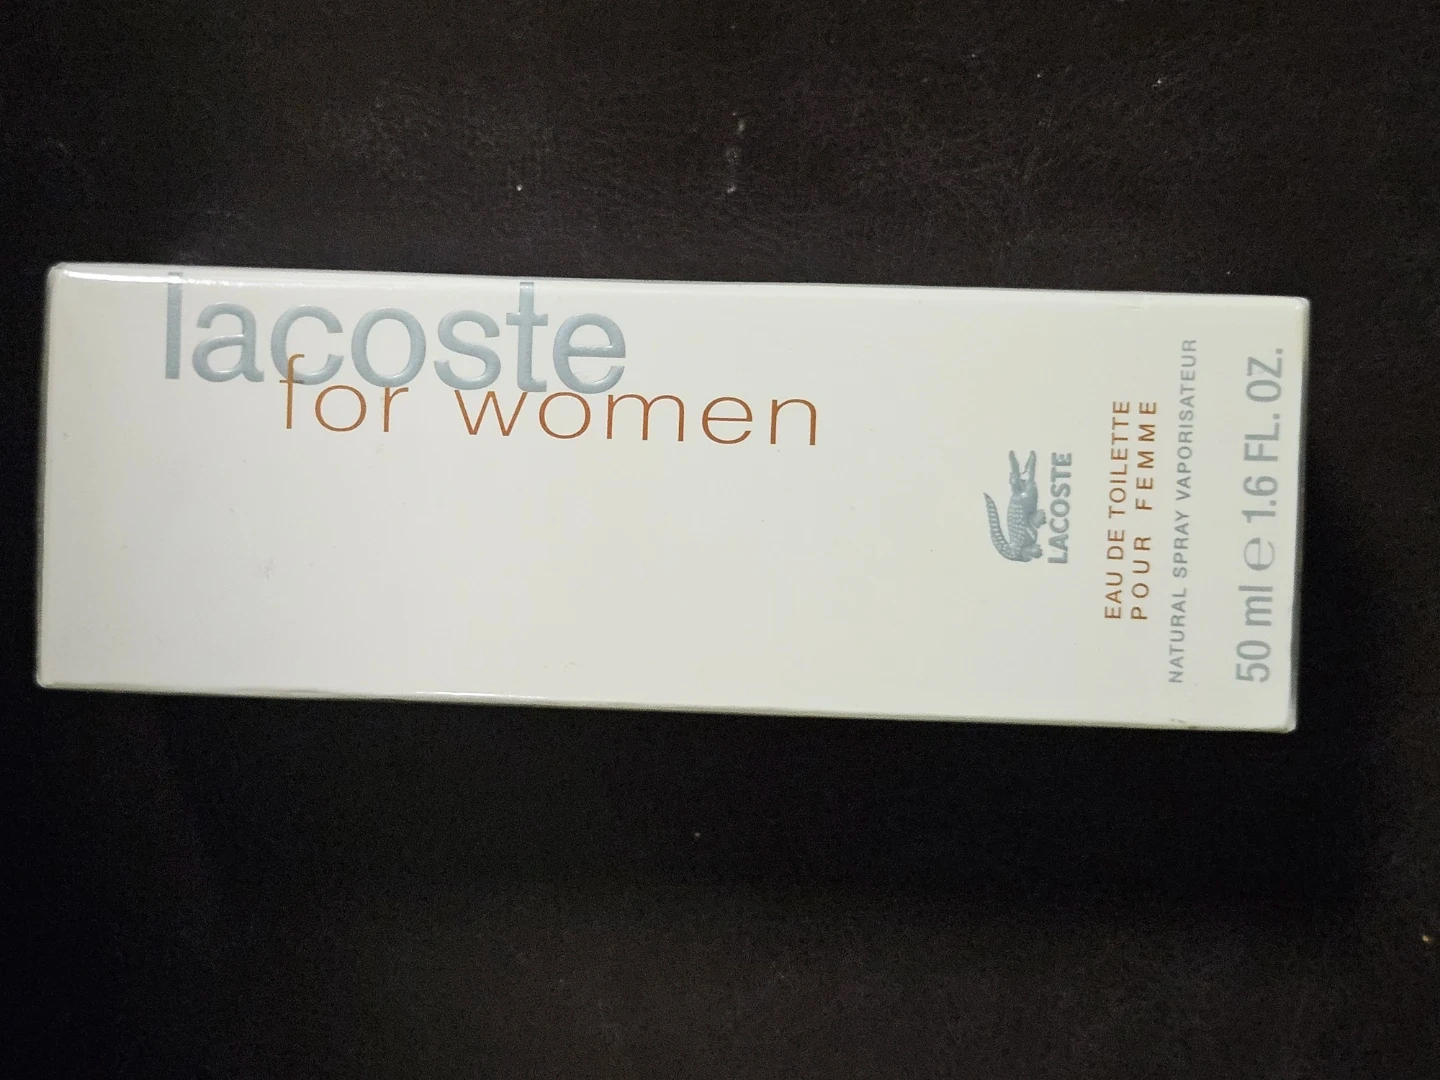 lacoste
for women
LACOSTE
EAU DE TOILETTE
POUR FEMME
NATURAL SPRAY VAPORISATEUR
50 ml ℮ 1.6 FL. OZ.